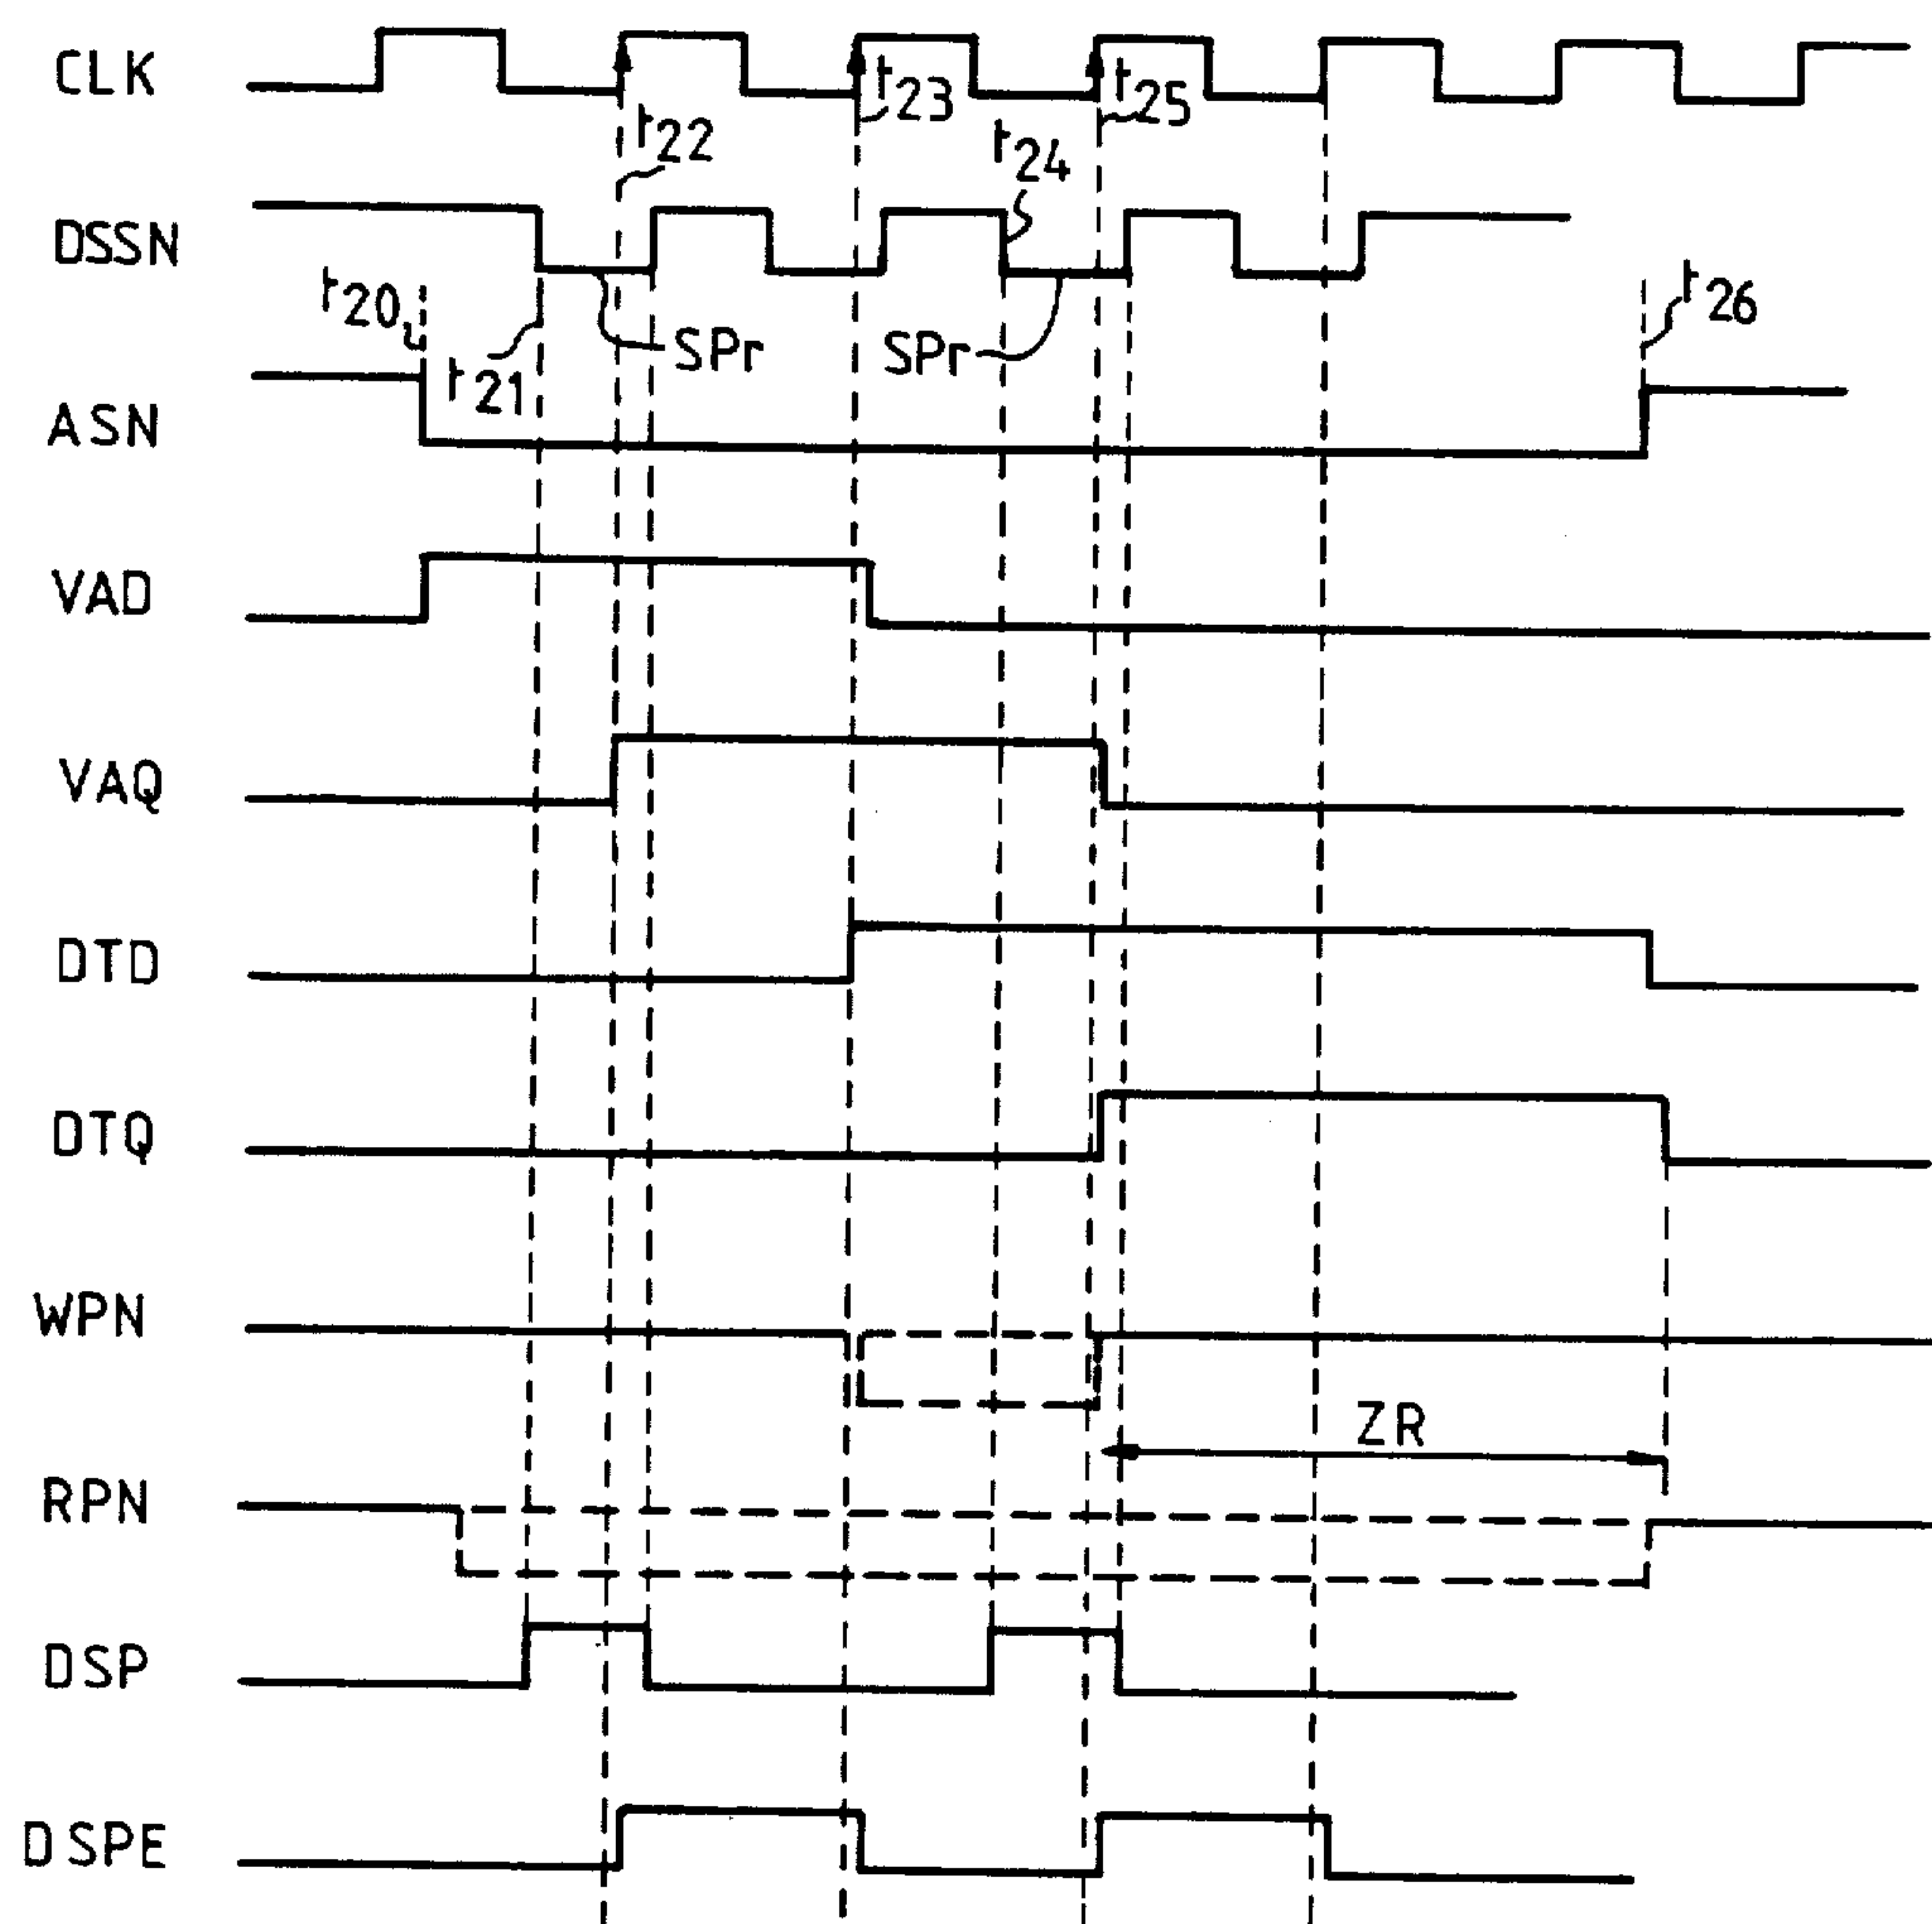 CLK
t23
t25
t22
t24
DSSN
t20
t26
SPr
SPr
t21
ASN
VAD
VAQ
DTD
DTQ
WPN
ZR
RPN
DSP
DSPE